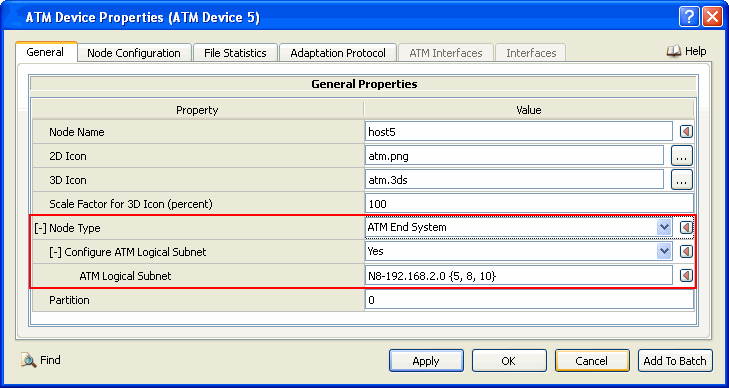 ATM Device Properties (ATM Device 5)
General Node Configuration File Statistics Adaptation Protocol ATM Interfaces Interfaces Help
General Properties
Property Value
Node Name host5
2D Icon atm.png ...
3D Icon atm.3ds ...
Scale Factor for 3D Icon (percent) 100
[-] Node Type ATM End System
[-] Configure ATM Logical Subnet Yes
ATM Logical Subnet N8-192.168.2.0 {5, 8, 10}
Partition 0
Find Apply OK Cancel Add To Batch